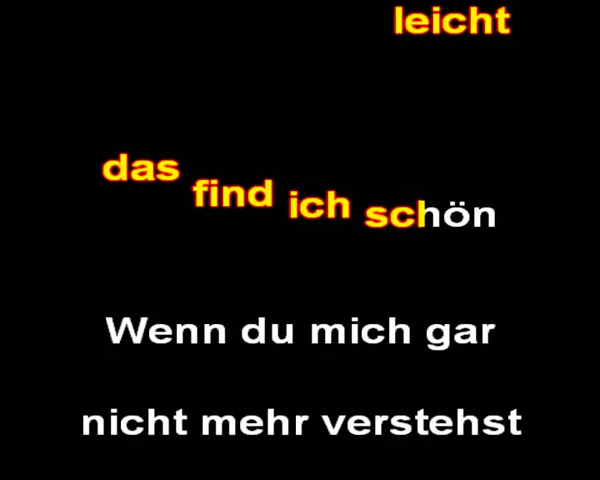 leicht
das find ich schön
Wenn du mich gar
nicht mehr verstehst